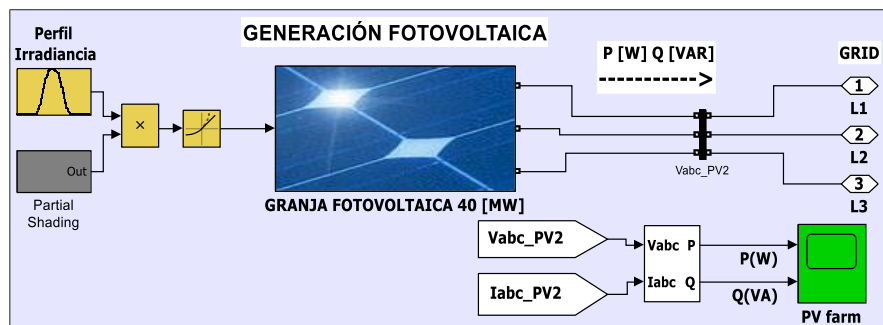 GENERACIÓN FOTOVOLTAICA
Perfil
Irradiancia
×
Out
Partial
Shading
GRANJA FOTOVOLTAICA 40 [MW]
P [W] Q [VAR]
----------->
GRID
1
L1
2
L2
3
L3
Vabc_PV2
Vabc_PV2
Iabc_PV2
Vabc P
Iabc Q
P(W)
Q(VA)
PV farm